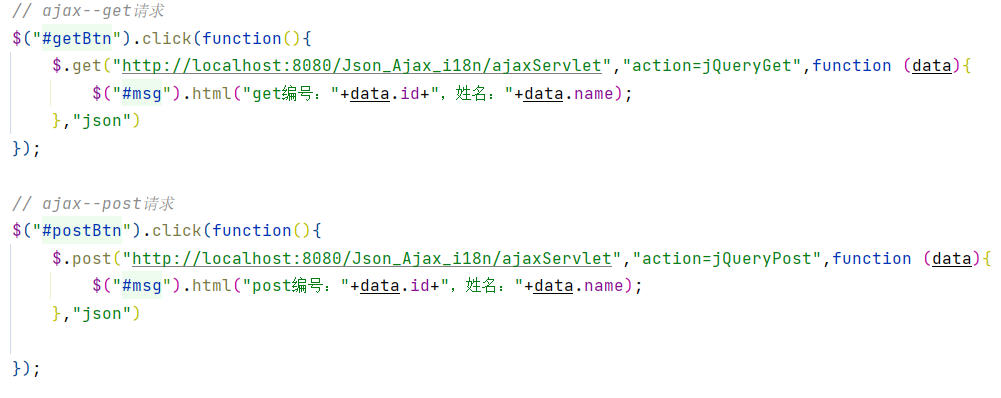 // ajax--get请求
$("#getBtn").click(function(){
    $.get("http://localhost:8080/Json_Ajax_i18n/ajaxServlet","action=jQueryGet",function (data){
        $("#msg").html("get编号："+data.id+"，姓名："+data.name);
    },"json")
});
// ajax--post请求
$("#postBtn").click(function(){
    $.post("http://localhost:8080/Json_Ajax_i18n/ajaxServlet","action=jQueryPost",function (data){
        $("#msg").html("post编号："+data.id+"，姓名："+data.name);
    },"json")
});